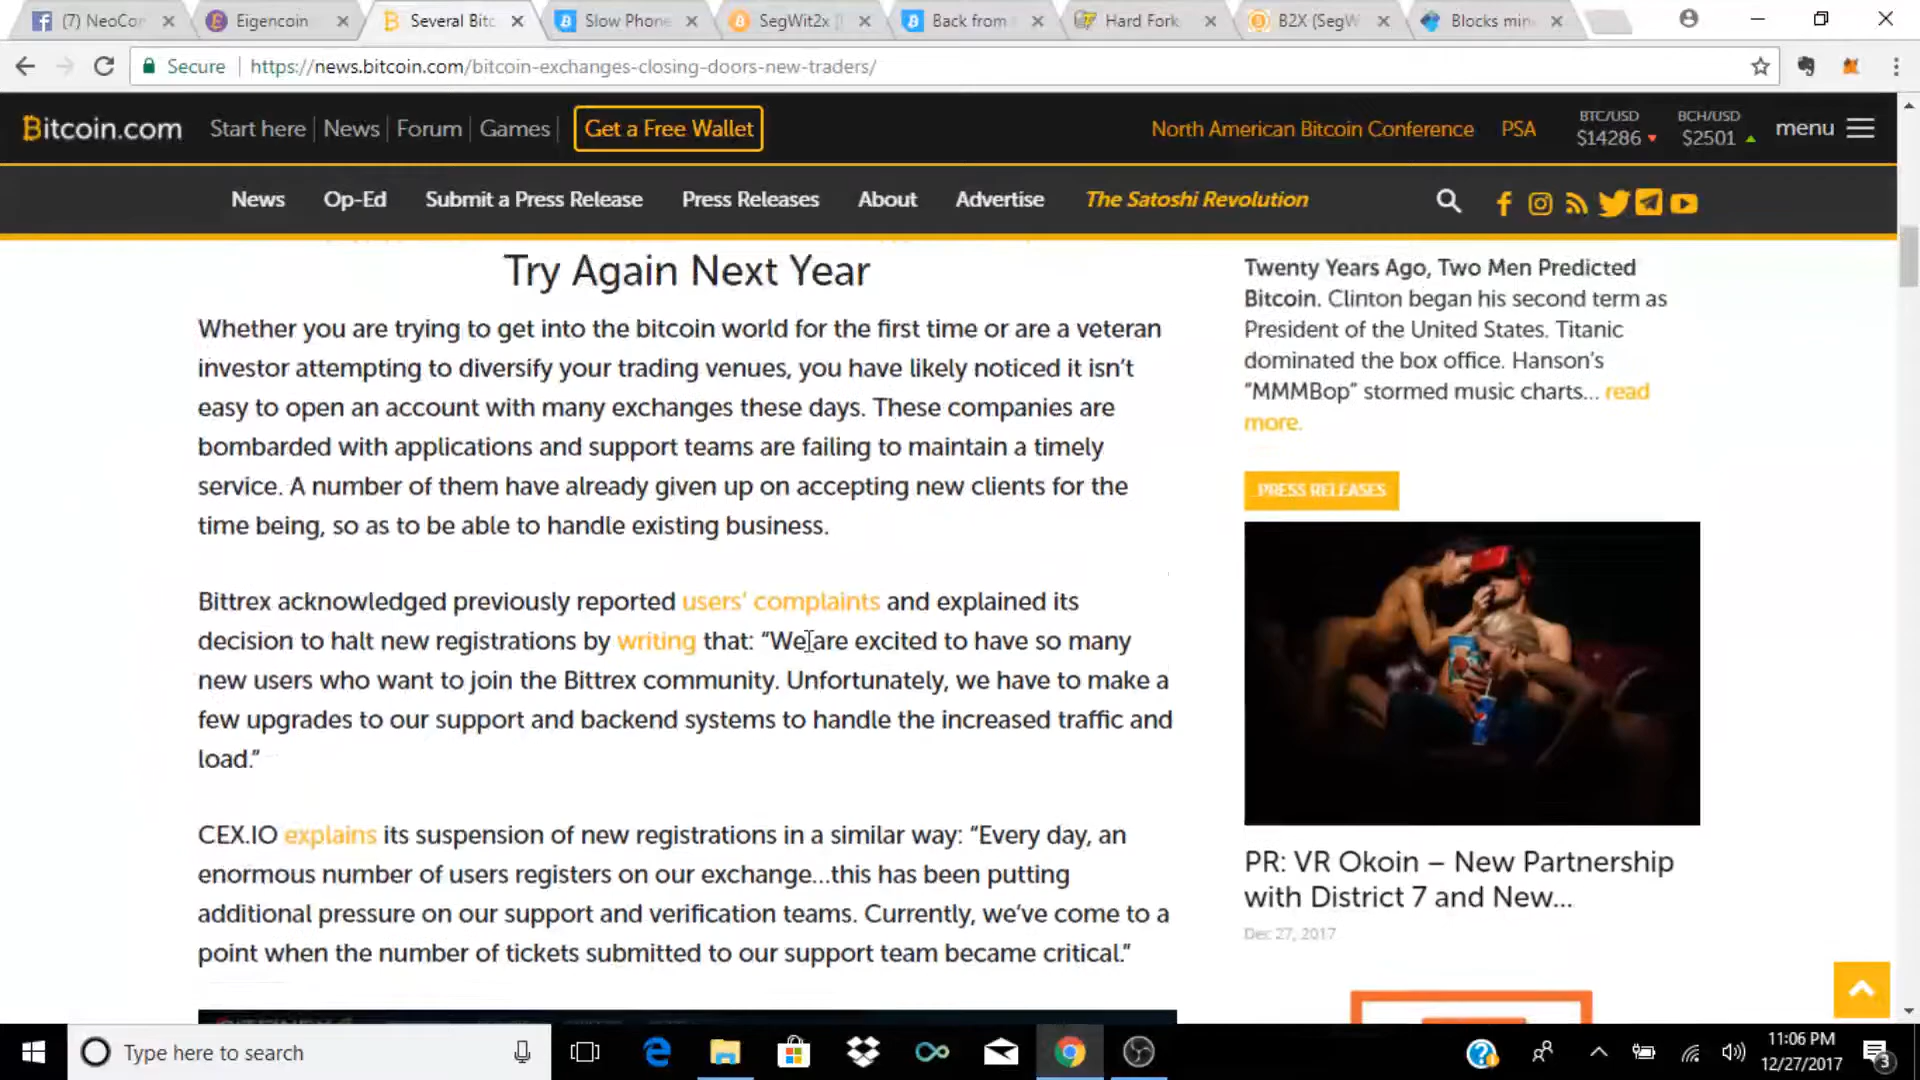 (7) NeoCor
Eigencoin
Several Bitc
Slow Phone
SegWit2x [
Back from
Hard Fork
B2X (SegW
Blocks min
Secure
https://news.bitcoin.com/bitcoin-exchanges-closing-doors-new-traders/
Bitcoin.com
Start here
News
Forum
Games
Get a Free Wallet
North American Bitcoin Conference
PSA
BTC/USD
$14286
BCH/USD
$2501
menu
News
Op-Ed
Submit a Press Release
Press Releases
About
Advertise
The Satoshi Revolution
Try Again Next Year
Whether you are trying to get into the bitcoin world for the first time or are a veteran
investor attempting to diversify your trading venues, you have likely noticed it isn't
easy to open an account with many exchanges these days. These companies are
bombarded with applications and support teams are failing to maintain a timely
service. A number of them have already given up on accepting new clients for the
time being, so as to be able to handle existing business.
Bittrex acknowledged previously reported users' complaints and explained its
decision to halt new registrations by writing that: “We are excited to have so many
new users who want to join the Bittrex community. Unfortunately, we have to make a
few upgrades to our support and backend systems to handle the increased traffic and
load.”
CEX.IO explains its suspension of new registrations in a similar way: “Every day, an
enormous number of users registers on our exchange…this has been putting
additional pressure on our support and verification teams. Currently, we've come to a
point when the number of tickets submitted to our support team became critical.”
Twenty Years Ago, Two Men Predicted
Bitcoin. Clinton began his second term as
President of the United States. Titanic
dominated the box office. Hanson's
“MMMBop” stormed music charts... read
more.
PRESS RELEASES
PR: VR Okoin – New Partnership
with District 7 and New...
Dec 27, 2017
Type here to search
11:06 PM
12/27/2017
3